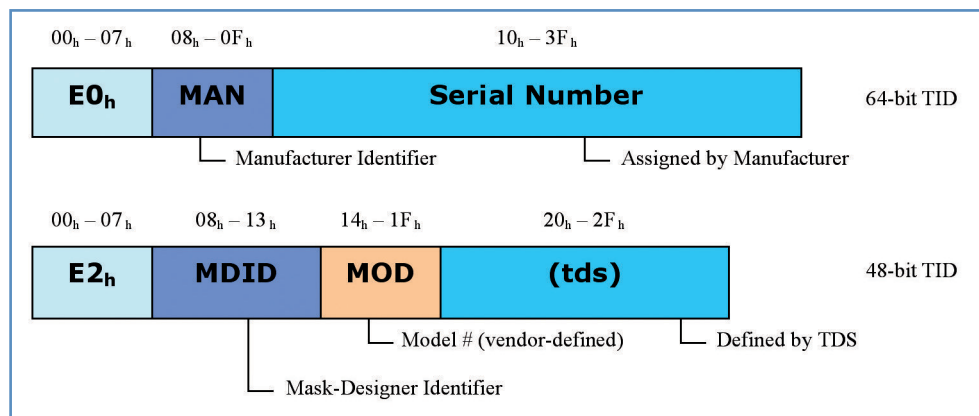 00h – 07h 08h – 0Fh 10h – 3Fh
E0h MAN Serial Number 64-bit TID
Manufacturer Identifier Assigned by Manufacturer
00h – 07h 08h – 13h 14h – 1Fh 20h – 2Fh
E2h MDID MOD (tds) 48-bit TID
Model # (vendor-defined) Defined by TDS
Mask-Designer Identifier